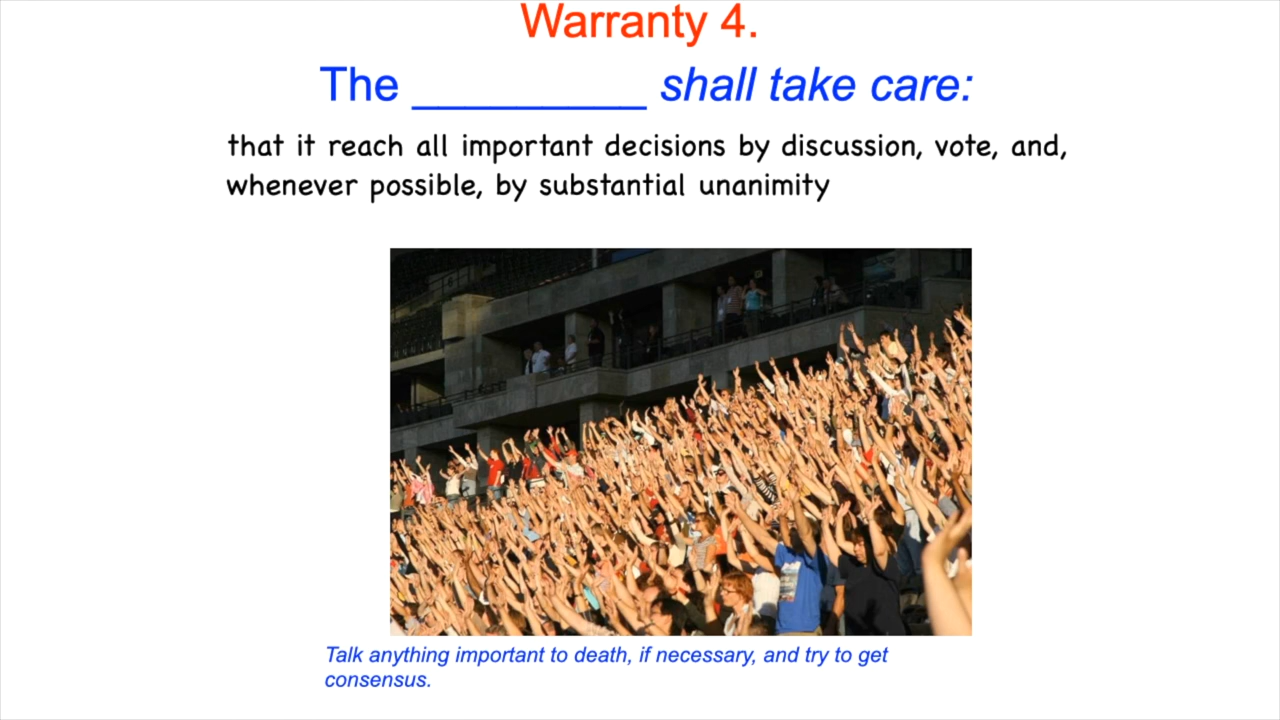 Warranty 4.
The _________ shall take care:
that it reach all important decisions by discussion, vote, and,
whenever possible, by substantial unanimity
Talk anything important to death, if necessary, and try to get
consensus.